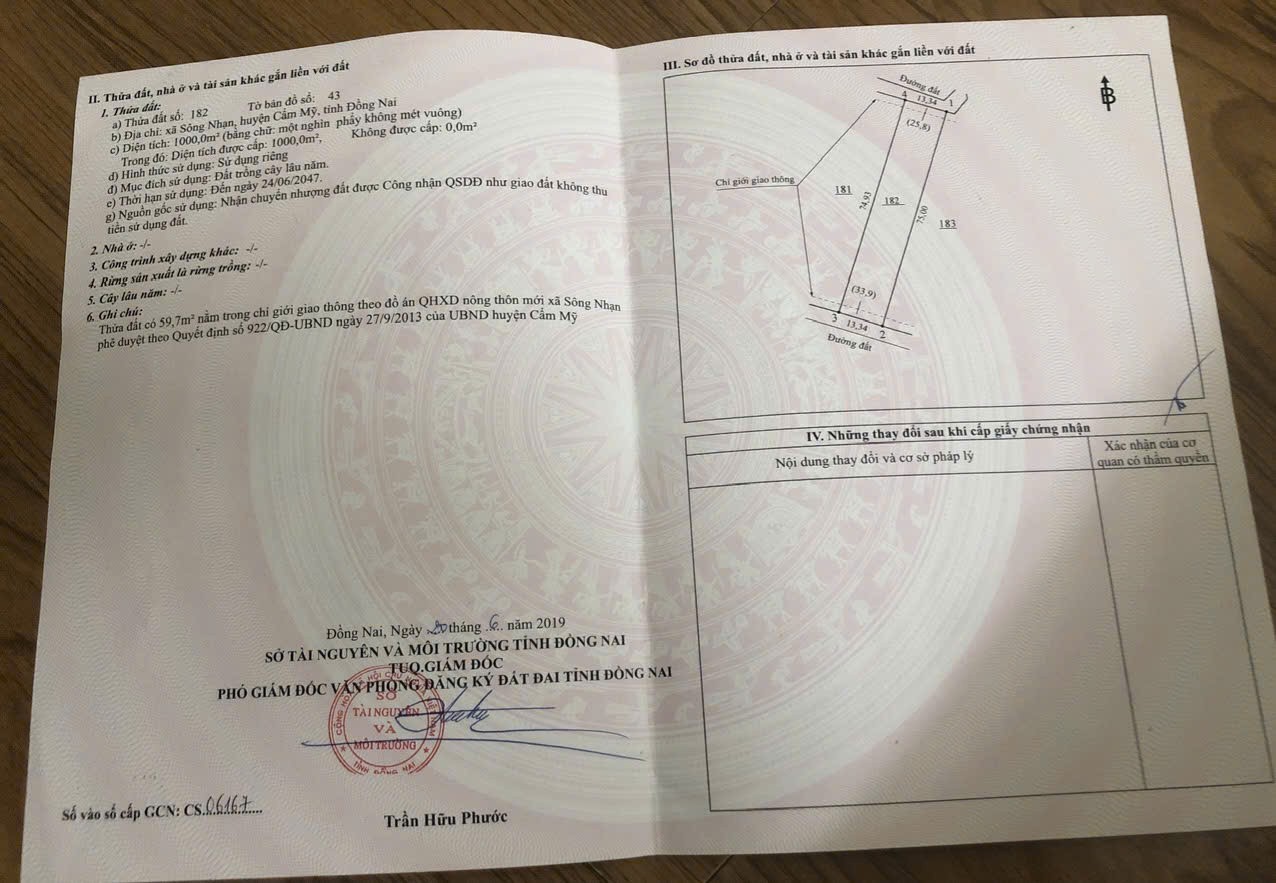 II. Thửa đất, nhà ở và tài sản khác gắn liền với đất
1. Thửa đất:
a) Thửa đất số: 182 Tờ bản đồ số: 43
b) Địa chỉ: xã Sông Nhạn, huyện Cẩm Mỹ, tỉnh Đồng Nai
c) Diện tích: 1000,0m² (bằng chữ: một nghìn phẩy không mét vuông)
Trong đó: Diện tích được cấp: 1000,0m², Không được cấp: 0,0m²
d) Hình thức sử dụng: Sử dụng riêng
đ) Mục đích sử dụng: Đất trồng cây lâu năm.
e) Thời hạn sử dụng: Đến ngày 24/06/2047.
g) Nguồn gốc sử dụng: Nhận chuyển nhượng đất được Công nhận QSDĐ như giao đất không thu
tiền sử dụng đất.
2. Nhà ở: -/-
3. Công trình xây dựng khác: -/-
4. Rừng sản xuất là rừng trồng: -/-
5. Cây lâu năm: -/-
6. Ghi chú:
Thửa đất có 59,7m² nằm trong chỉ giới giao thông theo đồ án QHXD nông thôn mới xã Sông Nhạn
phê duyệt theo Quyết định số 922/QĐ-UBND ngày 27/9/2013 của UBND huyện Cẩm Mỹ
Đồng Nai, Ngày 20 tháng .6.. năm 2019
SỞ TÀI NGUYÊN VÀ MÔI TRƯỜNG TỈNH ĐỒNG NAI
TUQ.GIÁM ĐỐC
PHÓ GIÁM ĐỐC VĂN PHÒNG ĐĂNG KÝ ĐẤT ĐAI TỈNH ĐỒNG NAI
CỘNG HÒA XÃ HỘI CHỦ NGHĨA VIỆT NAM
SỞ
TÀI NGUYÊN
VÀ
MÔI TRƯỜNG
TỈNH ĐỒNG NAI
Số vào sổ cấp GCN: CS.06167....
Trần Hữu Phước
III. Sơ đồ thửa đất, nhà ở và tài sản khác gắn liền với đất
B
Đường đất
4 13,34 1
(25,8)
Chỉ giới giao thông
181
74,93
182
75,00
183
(33,9)
3 13,34 2
Đường đất
IV. Những thay đổi sau khi cấp giấy chứng nhận
Nội dung thay đổi và cơ sở pháp lý
Xác nhận của cơ
quan có thẩm quyền